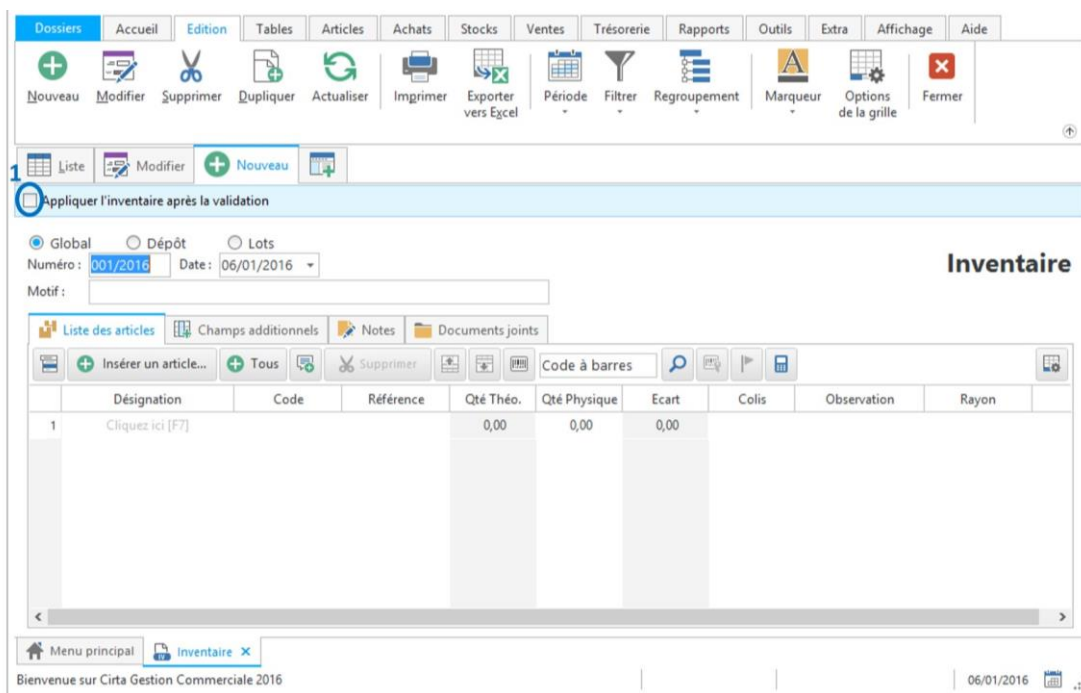 Dossiers Accueil Edition Tables Articles Achats Stocks Ventes Trésorerie Rapports Outils Extra Affichage Aide
Nouveau Modifier Supprimer Dupliquer Actualiser Imprimer Exporter vers Excel Période Filtrer Regroupement Marqueur Options de la grille Fermer
Liste Modifier Nouveau
1
Appliquer l'inventaire après la validation
Global Dépôt Lots
Numéro : 001/2016 Date : 06/01/2016
Inventaire
Motif :
Liste des articles Champs additionnels Notes Documents joints
Insérer un article... Tous Supprimer Code à barres
Désignation Code Référence Qté Théo. Qté Physique Ecart Colis Observation Rayon
1 Cliquez ici [F7] 0,00 0,00 0,00
Menu principal Inventaire
Bienvenue sur Cirta Gestion Commerciale 2016 06/01/2016